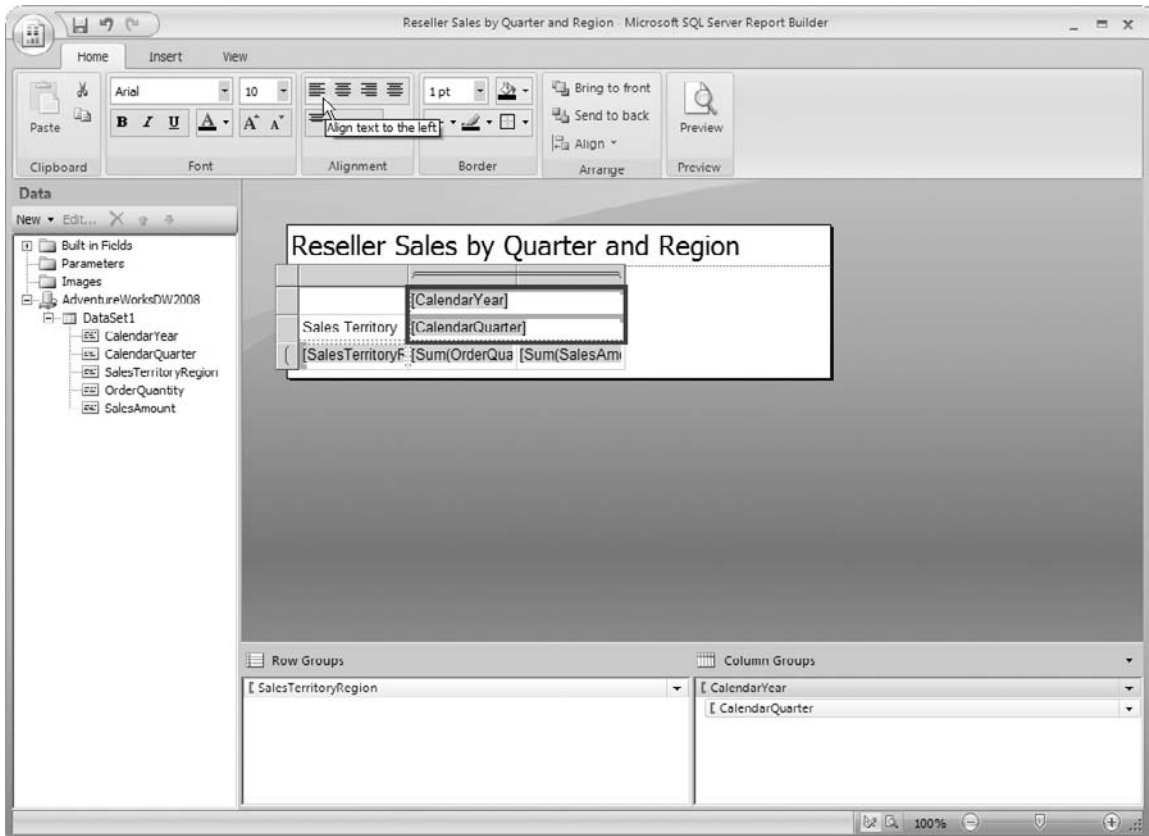 Reseller Sales by Quarter and Region - Microsoft SQL Server Report Builder
Home Insert View
Paste
Clipboard
Arial 10
B I U A A A
Font
Align text to the left
Alignment
1 pt
Border
Bring to front
Send to back
Align
Arrange
Preview
Preview
Data
New Edit...
Built-in Fields
Parameters
Images
AdventureWorksDW2008
DataSet1
CalendarYear
CalendarQuarter
SalesTerritoryRegion
OrderQuantity
SalesAmount
Reseller Sales by Quarter and Region
[CalendarYear]
Sales Territory [CalendarQuarter]
[SalesTerritoryR [Sum(OrderQua [Sum(SalesAm
Row Groups
[ SalesTerritoryRegion
Column Groups
[ CalendarYear
[ CalendarQuarter
100%